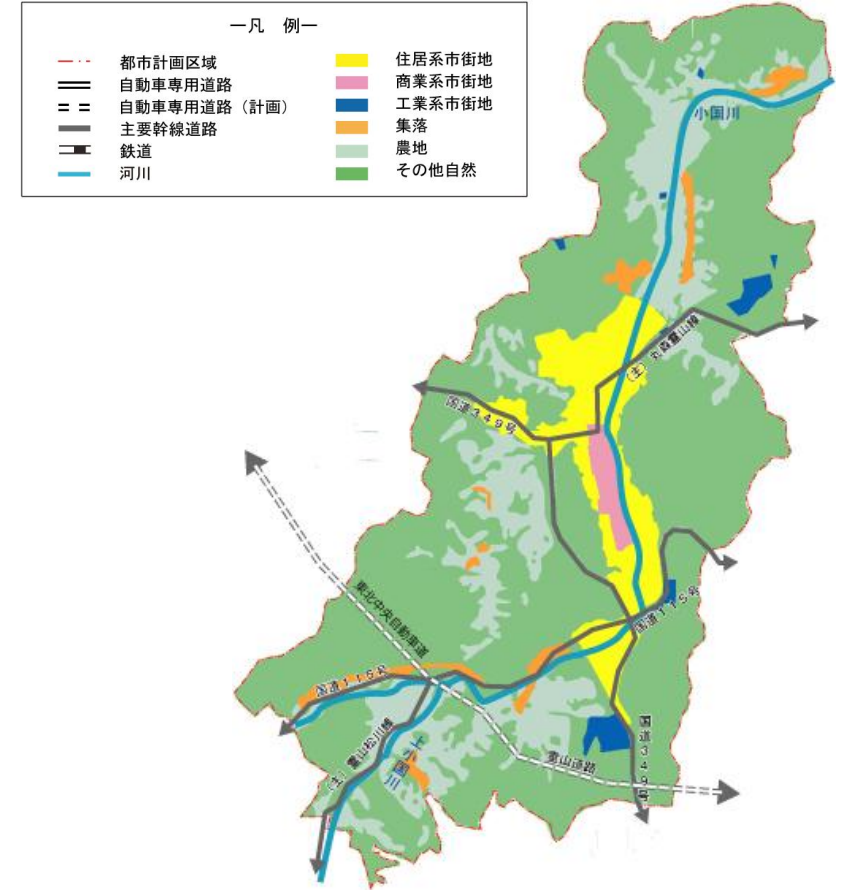 ―凡　例―
都市計画区域
自動車専用道路
自動車専用道路（計画）
主要幹線道路
鉄道
河川
住居系市街地
商業系市街地
工業系市街地
集落
農地
その他自然
小国川
（主）丸森霊山線
国道349号
東北中央自動車道
国道115号
国道115号
（主）霊山松川線
上小国川
霊山道路
国道349号